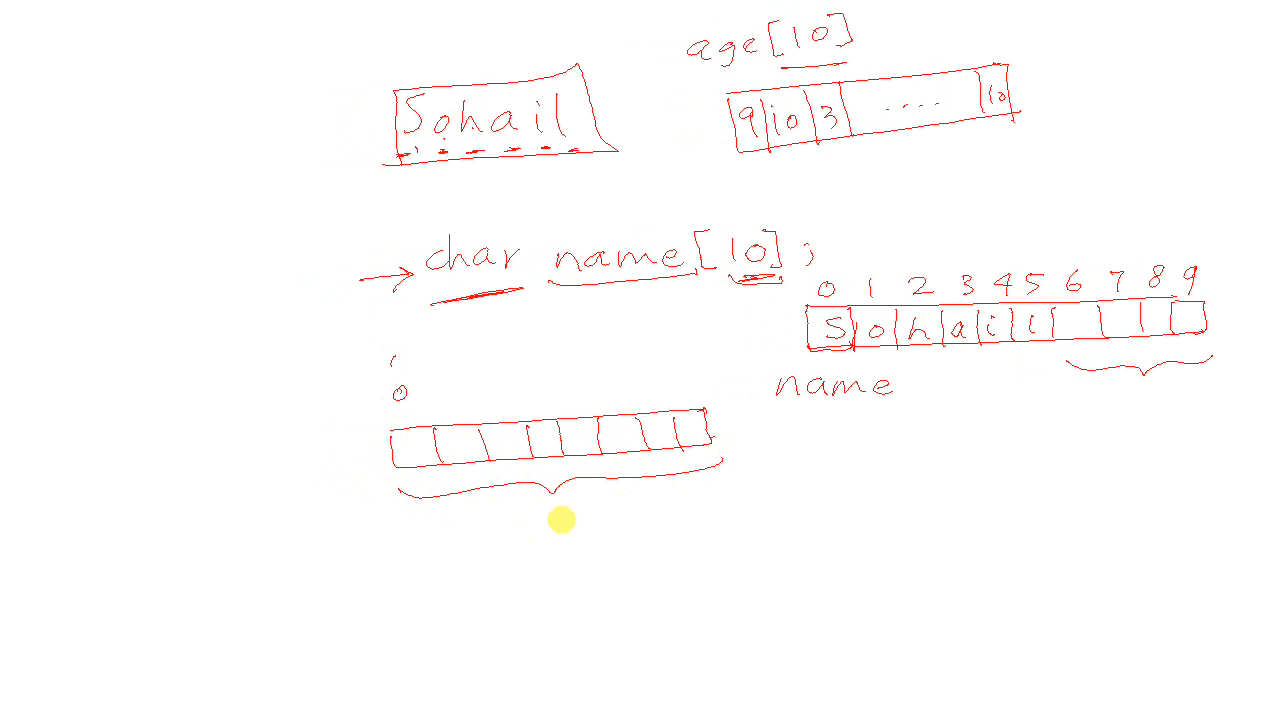 age[10]
Sohail
9 10 3 .... 10
char name[10];
0 1 2 3 4 5 6 7 8 9
S o h a i l
name
0